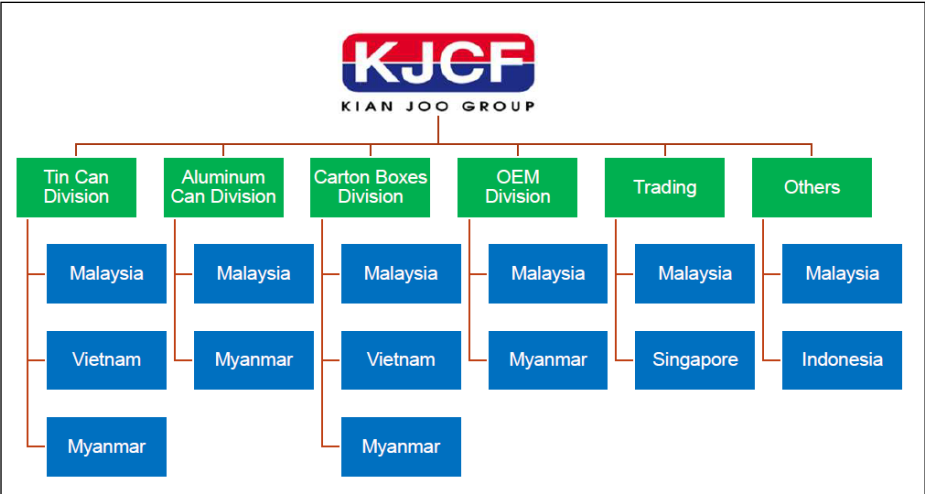 KJCF
KIAN JOO GROUP
Tin Can
Division
Aluminum
Can Division
Carton Boxes
Division
OEM
Division
Trading
Others
Malaysia
Malaysia
Malaysia
Malaysia
Malaysia
Malaysia
Vietnam
Myanmar
Vietnam
Myanmar
Singapore
Indonesia
Myanmar
Myanmar